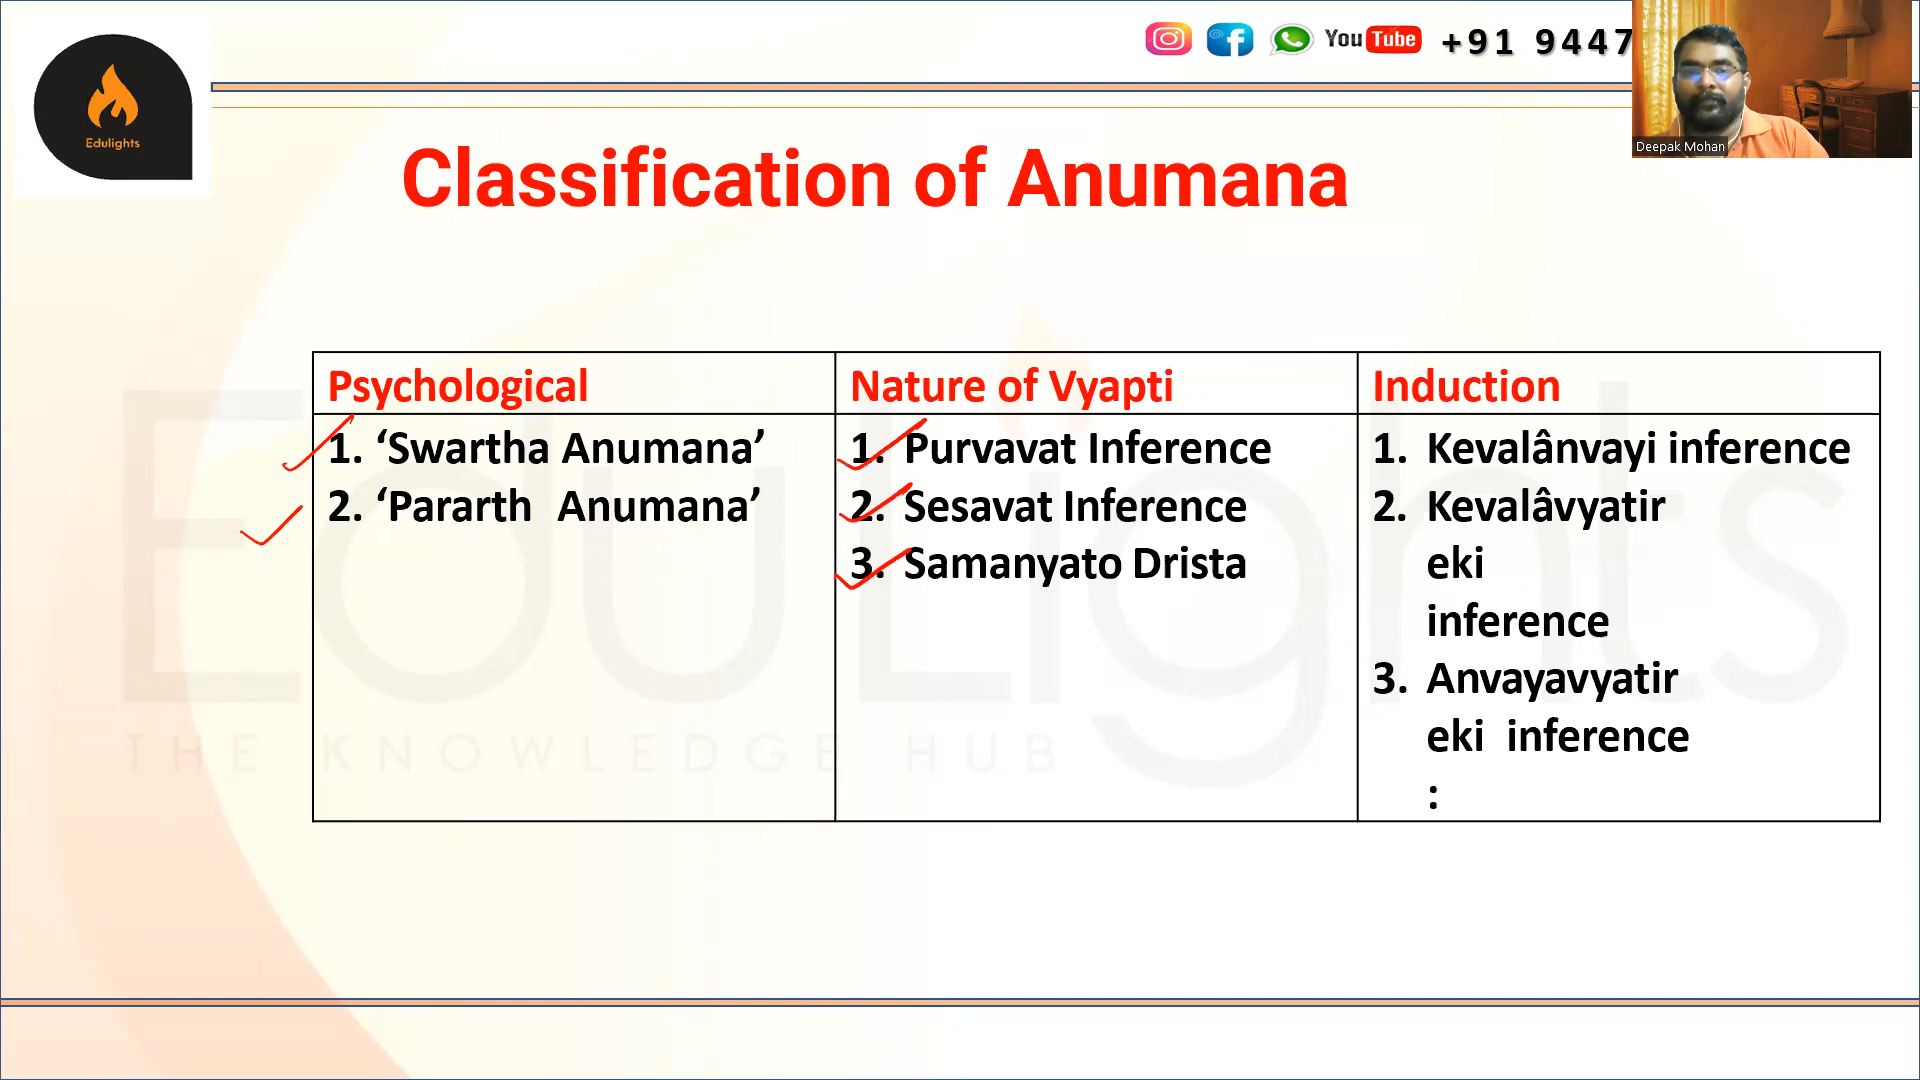 You Tube +91 9447
Edulights
Deepak Mohan
Classification of Anumana
Psychological
1. ‘Swartha Anumana’
2. ‘Pararth Anumana’
Nature of Vyapti
1. Purvavat Inference
2. Sesavat Inference
3. Samanyato Drista
Induction
1. Kevalânvayi inference
2. Kevalâvyatir
eki
inference
3. Anvayavyatir
eki inference
:
EduLights
THE KNOWLEDGE HUB